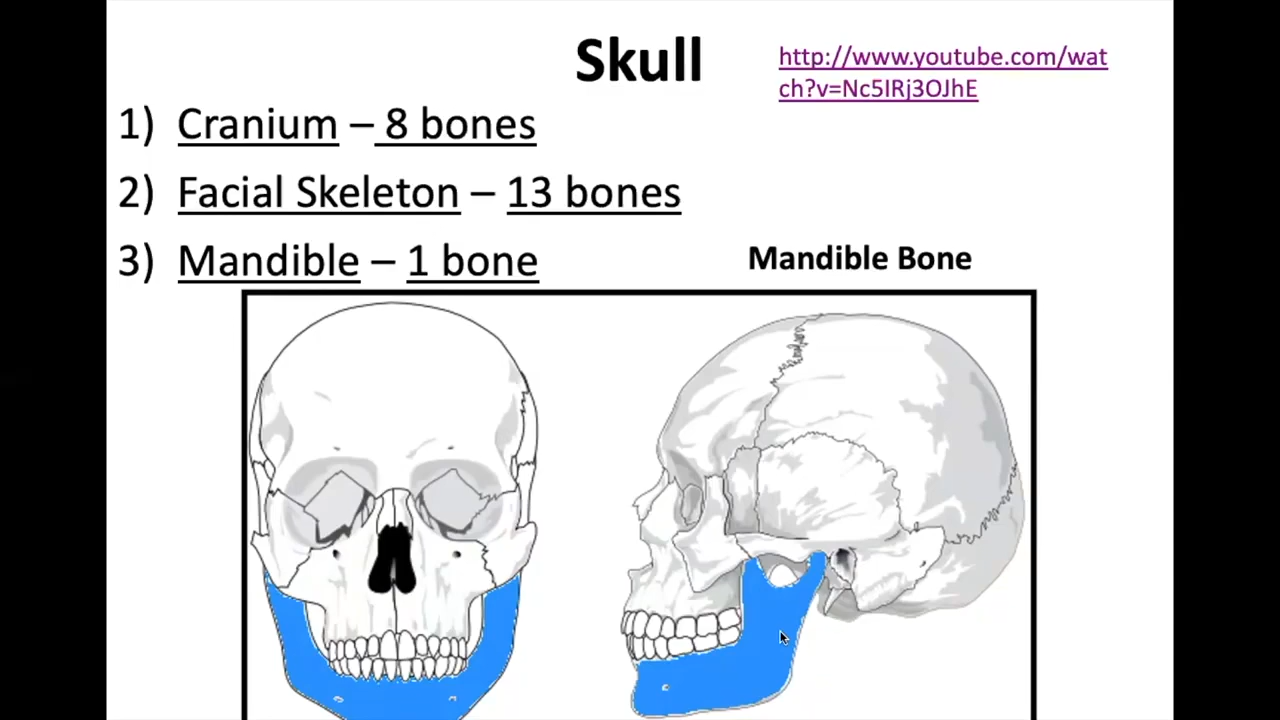 Skull
http://www.youtube.com/wat
ch?v=Nc5IRj3OJhE
1) Cranium – 8 bones
2) Facial Skeleton – 13 bones
3) Mandible – 1 bone
Mandible Bone